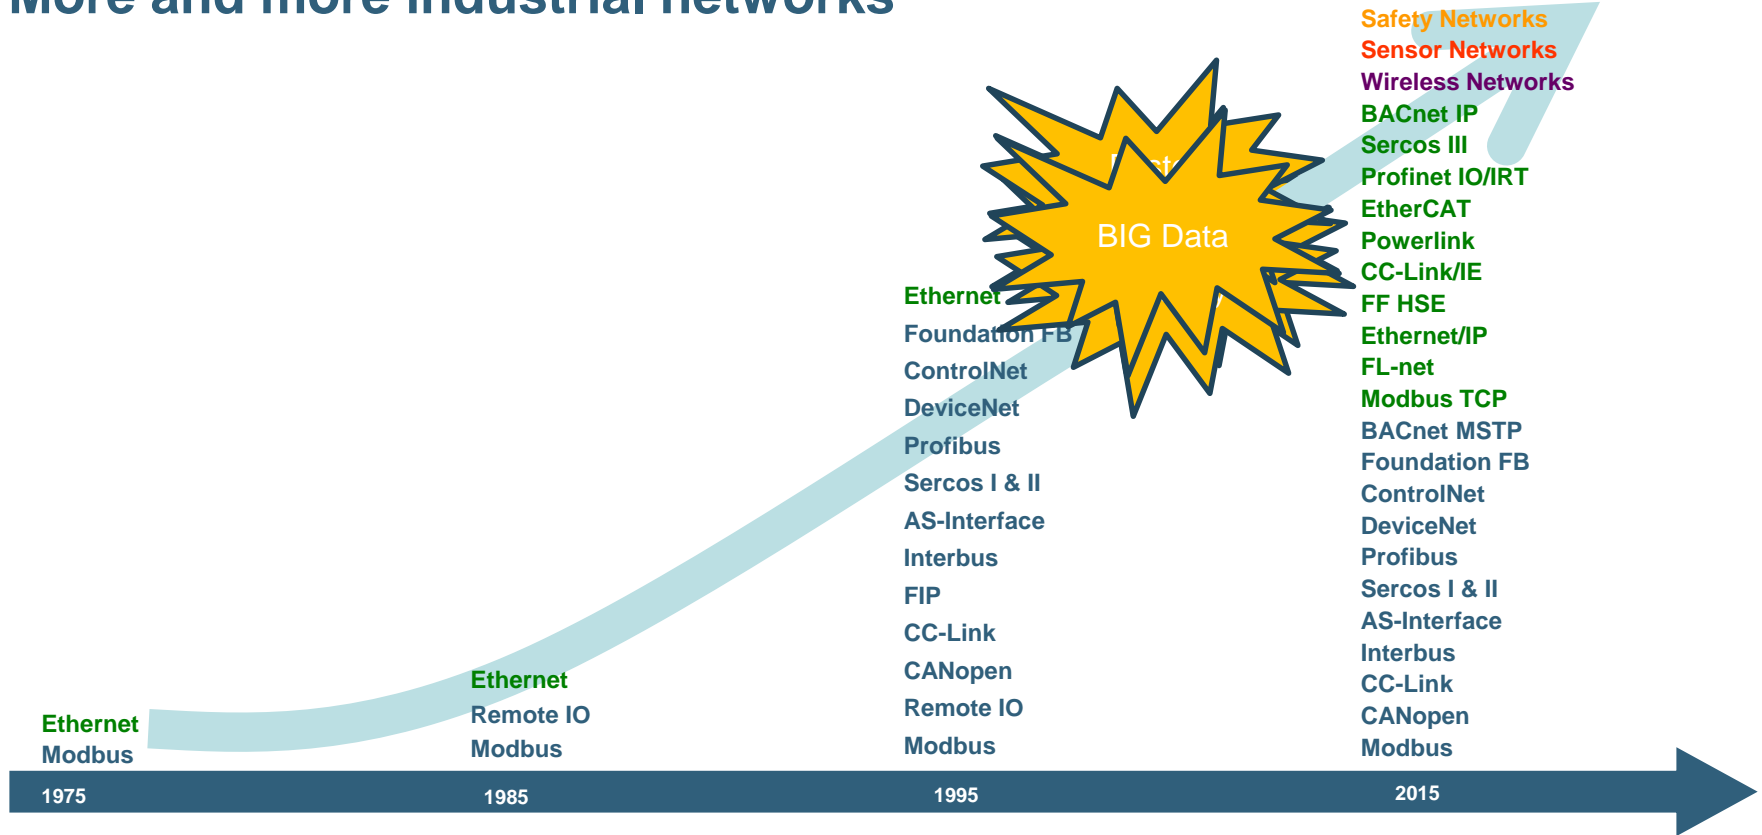 More and more industrial networks
Safety Networks
Sensor Networks
Wireless Networks
BACnet IP
Sercos III
Profinet IO/IRT
EtherCAT
Powerlink
CC-Link/IE
FF HSE
Ethernet/IP
FL-net
Modbus TCP
BACnet MSTP
Foundation FB
ControlNet
DeviceNet
Profibus
Sercos I & II
AS-Interface
Interbus
CC-Link
CANopen
Modbus
BIG Data
Ethernet
Foundation FB
ControlNet
DeviceNet
Profibus
Sercos I & II
AS-Interface
Interbus
FIP
CC-Link
CANopen
Remote IO
Modbus
Ethernet
Remote IO
Modbus
Ethernet
Modbus
1975
1985
1995
2015